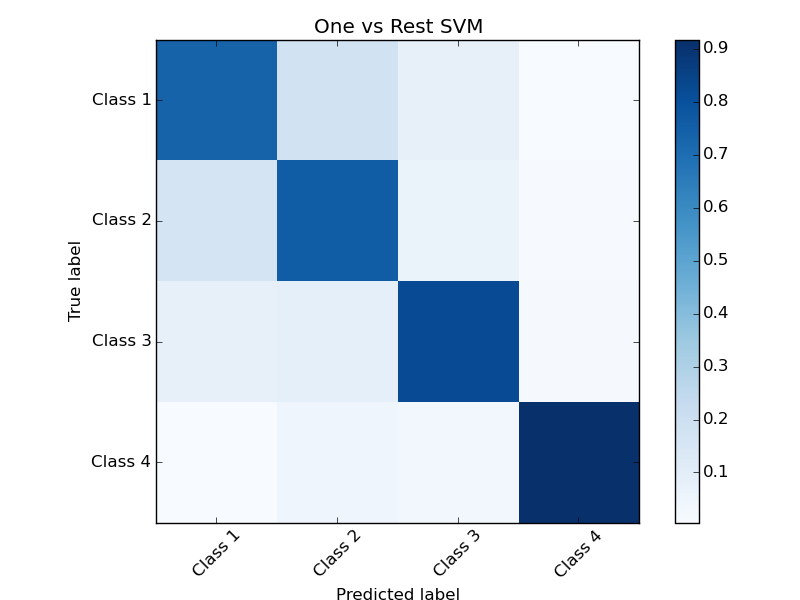 One vs Rest SVM
Class 1
Class 2
Class 3
Class 4
True label
Class 1
Class 2
Class 3
Class 4
Predicted label
0.9
0.8
0.7
0.6
0.5
0.4
0.3
0.2
0.1